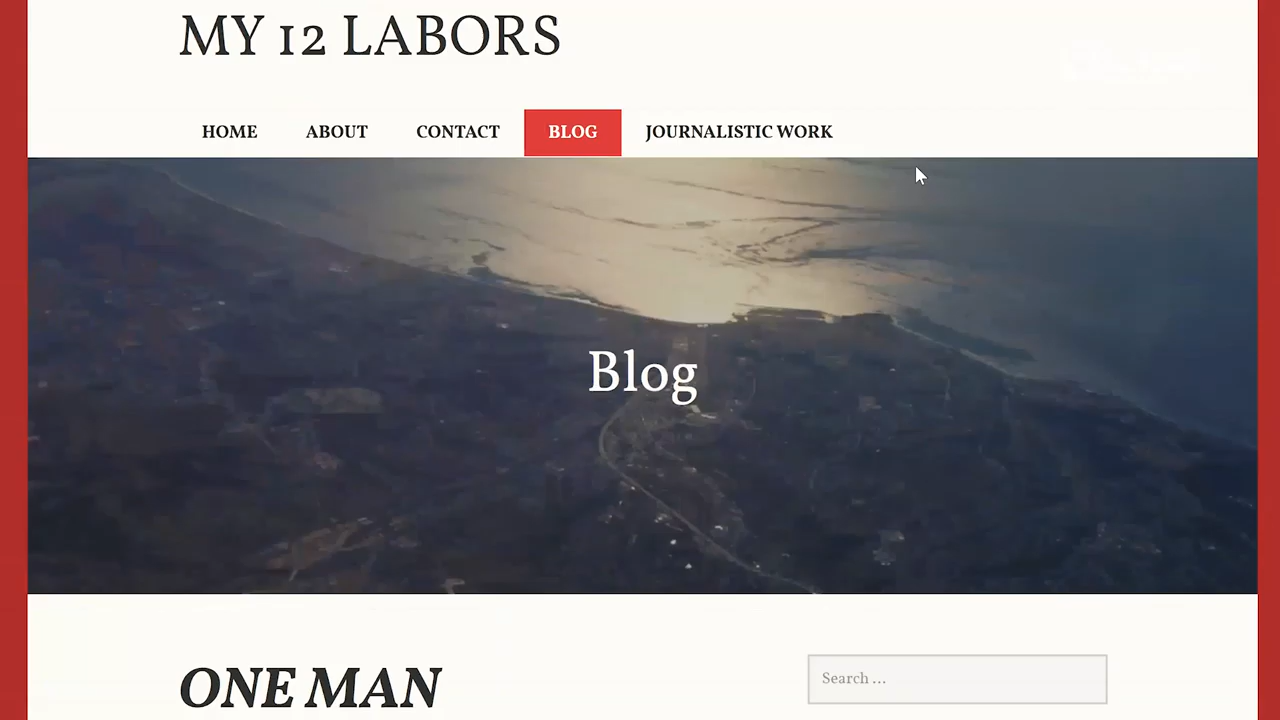 MY 12 LABORS
HOME ABOUT CONTACT BLOG JOURNALISTIC WORK
Blog
ONE MAN
Search ...